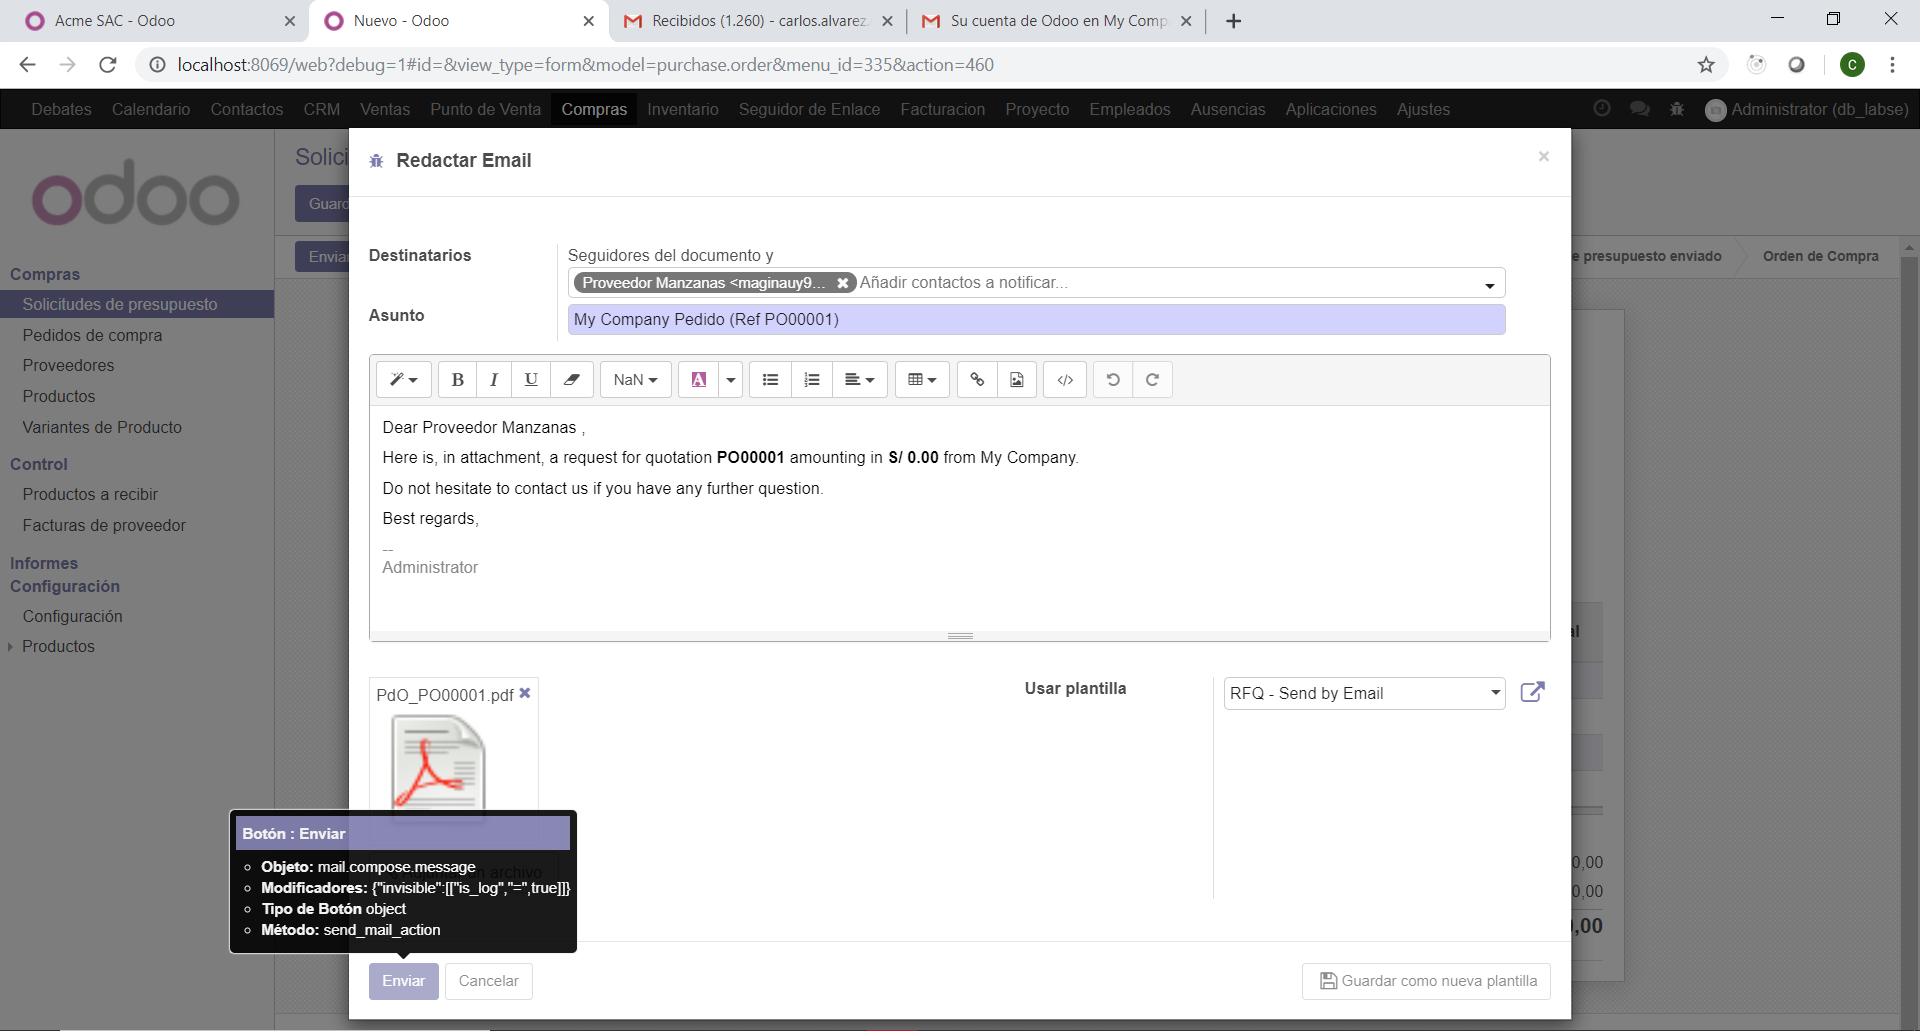 Acme SAC - Odoo
Nuevo - Odoo
Recibidos (1.260) - carlos.alvarez
Su cuenta de Odoo en My Comp
localhost:8069/web?debug=1#id=&view_type=form&model=purchase.order&menu_id=335&action=460
C
Debates Calendario Contactos CRM Ventas Punto de Venta Compras Inventario Seguidor de Enlace Facturacion Proyecto Empleados Ausencias Aplicaciones Ajustes Administrator (db_labse)
odoo
Compras
Solicitudes de presupuesto
Pedidos de compra
Proveedores
Productos
Variantes de Producto
Control
Productos a recibir
Facturas de proveedor
Informes
Configuración
Configuración
Productos
Solici
Guard
Enviar
e presupuesto enviado Orden de Compra
Redactar Email
×
Destinatarios
Seguidores del documento y
Proveedor Manzanas <maginauy9... Añadir contactos a notificar...
Asunto
My Company Pedido (Ref PO00001)
B I U NaN A
Dear Proveedor Manzanas ,
Here is, in attachment, a request for quotation PO00001 amounting in S/ 0.00 from My Company.
Do not hesitate to contact us if you have any further question.
Best regards,
--
Administrator
PdO_PO00001.pdf
Usar plantilla
RFQ - Send by Email
al
0,00
0,00
0,00
Botón : Enviar
Objeto: mail.compose.message
archivo
Modificadores: {"invisible":[["is_log","=",true]]}
Tipo de Botón object
Método: send_mail_action
Enviar
Cancelar
Guardar como nueva plantilla